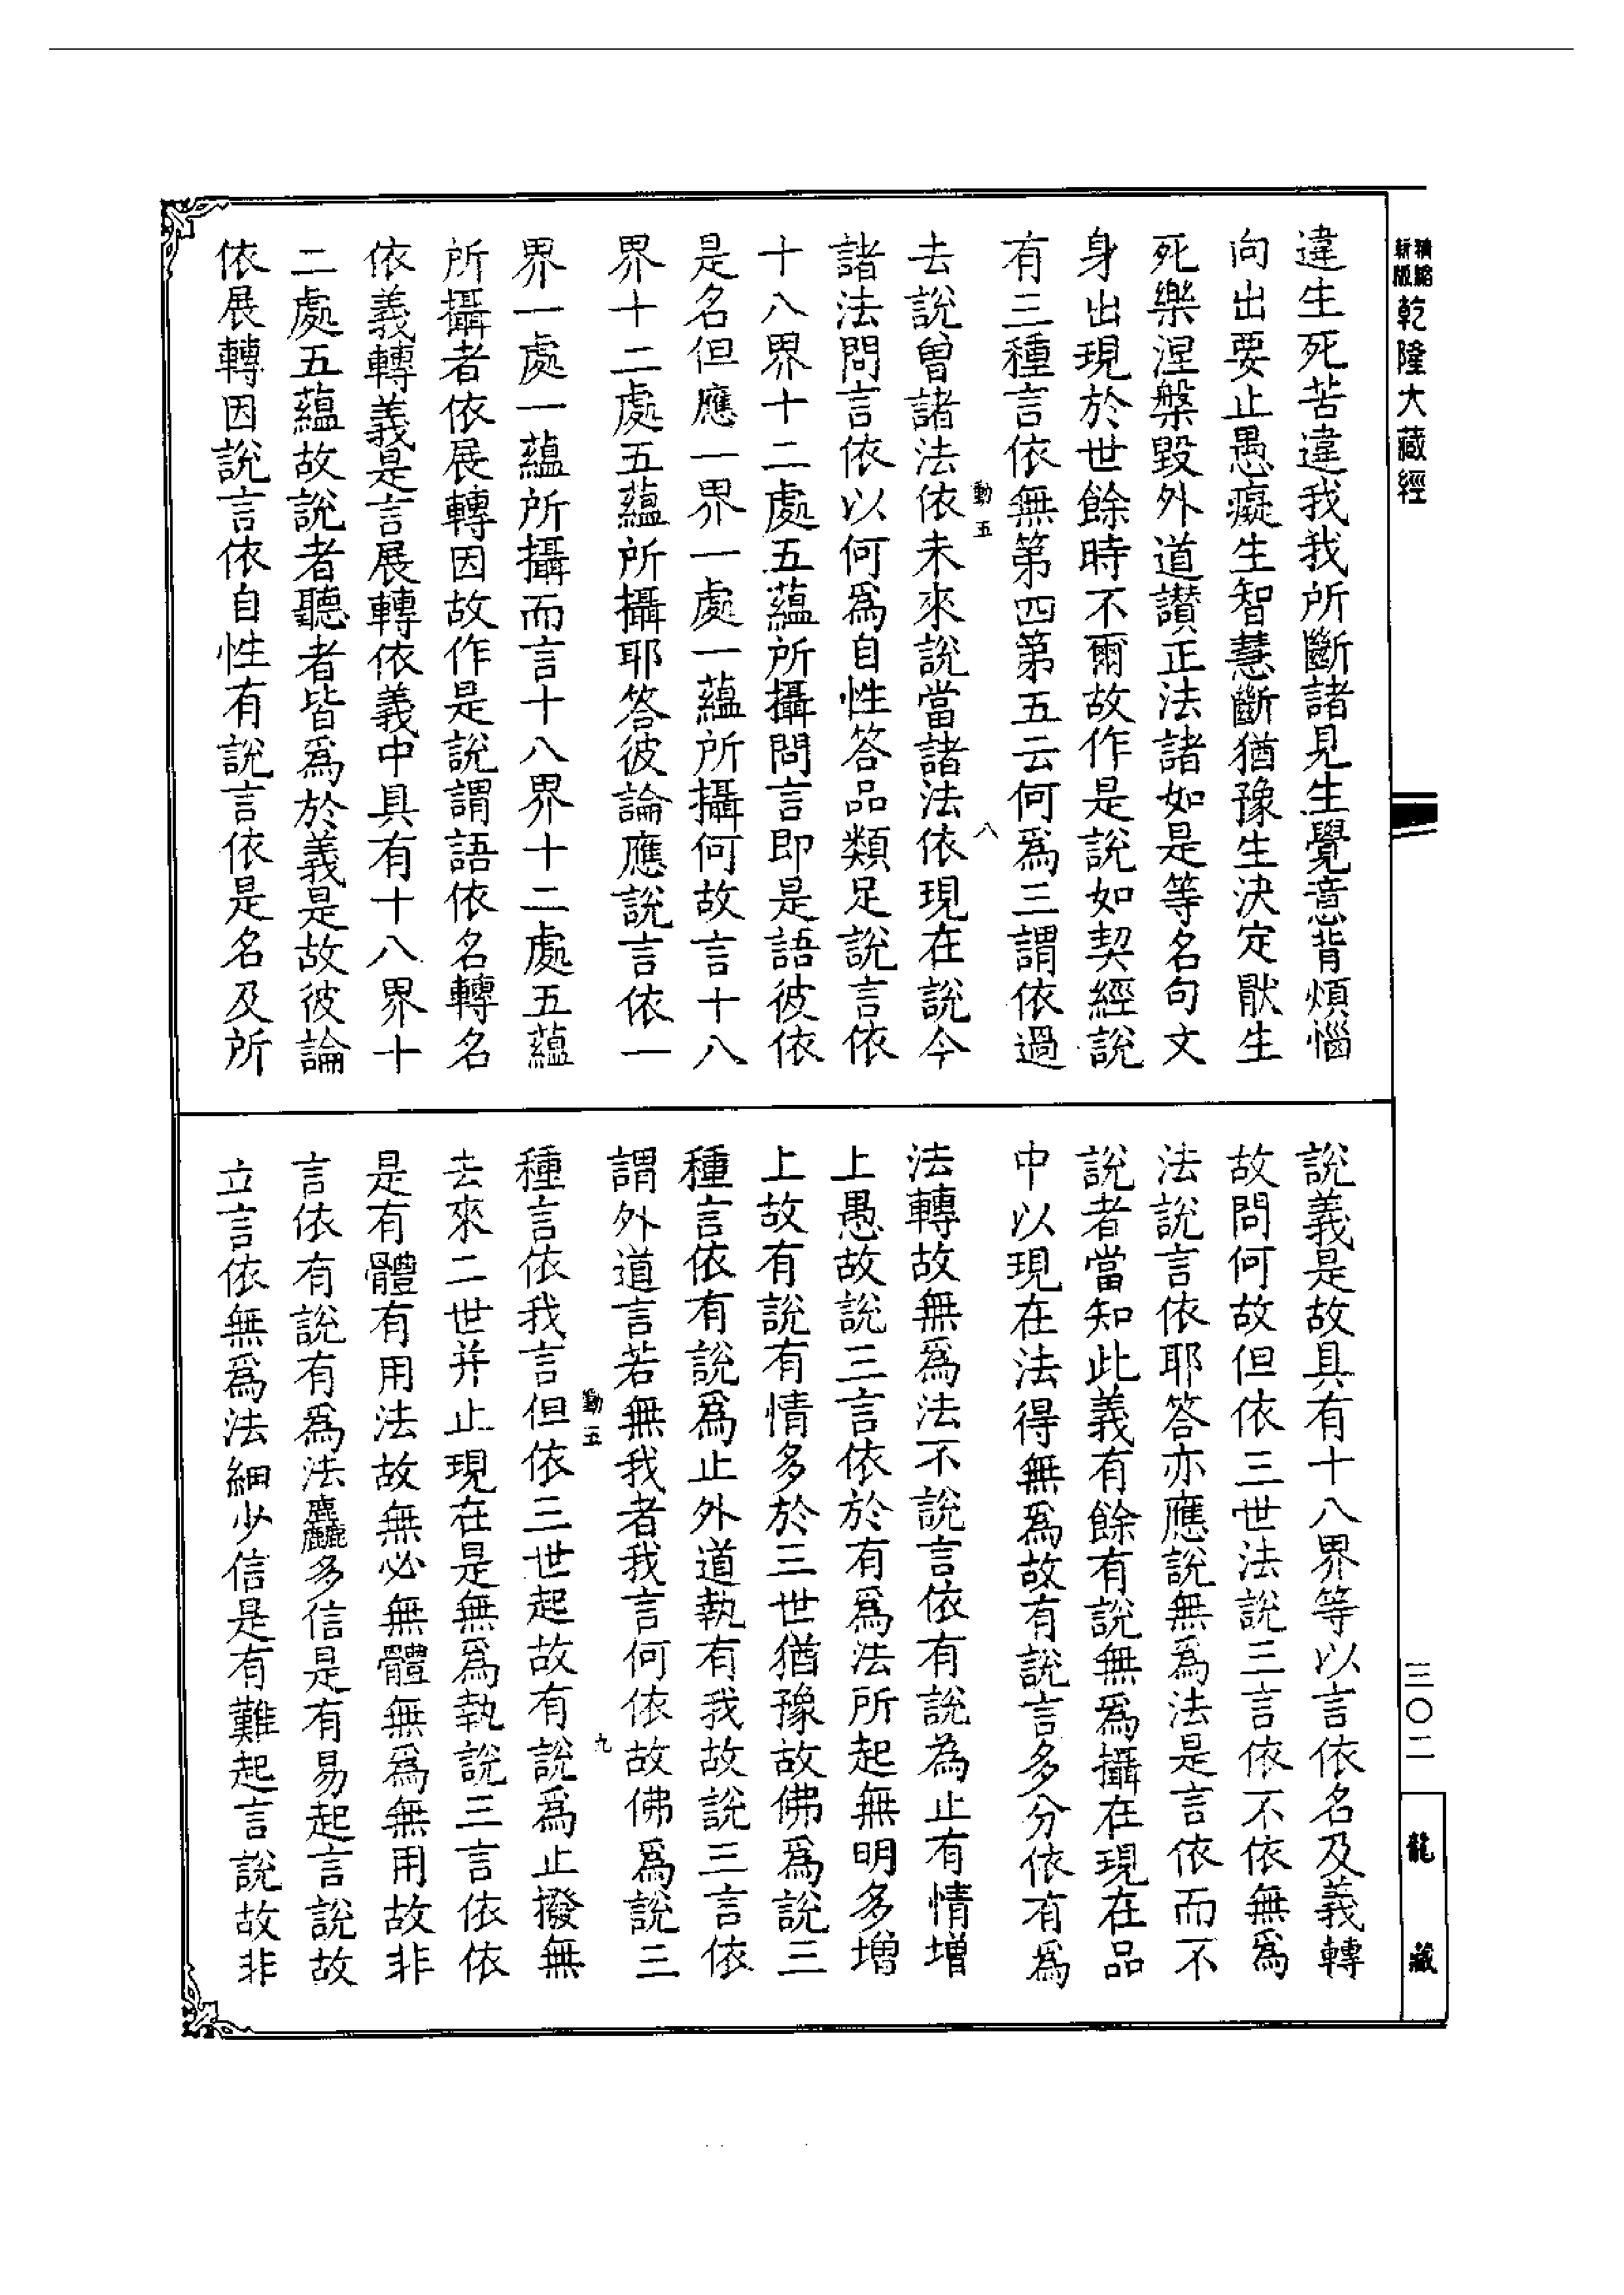 精縮新版 乾隆大藏經
三〇二
龍藏
違生死苦違我我所斷諸見生覺意背煩惱
向出要止愚癡生智慧斷猶豫生決定猒生
死樂涅槃毀外道讚正法諸如是等名句文
身出現於世餘時不爾故作是說如契經說
有三種言依無第四第五云何爲三謂依過
動五 八
去說曾諸法依未來說當諸法依現在說今
諸法問言依以何爲自性答品類足說言依
十八界十二處五蘊所攝問言即是語彼依
是名但應一界一處一蘊所攝何故言十八
界十二處五蘊所攝耶答彼論應說言依一
界一處一蘊所攝而言十八界十二處五蘊
所攝者依展轉因故作是說謂語依名轉名
依義轉義是言展轉依義中具有十八界十
二處五蘊故說者聽者皆爲於義是故彼論
依展轉因說言依自性有說言依是名及所
說義是故具有十八界等以言依名及義轉
故問何故但依三世法說三言依不依無爲
法說言依耶答亦應說無爲法是言依而不
說者當知此義有餘有說無爲攝在現在品
中以現在法得無爲故有說言多分依有爲
法轉故無爲法不說言依有說為止有情增
上愚故說三言依於有爲法所起無明多增
上故有說有情多於三世猶豫故佛爲說三
種言依有說爲止外道執有我故說三言依
謂外道言若無我者我言何依故佛爲說三
動五 九
種言依我言但依三世起故有說爲止撥無
去來二世并止現在是無爲執說三言依依
是有體有用法故無必無體無爲無用故非
言依有說有爲法麤多信是有易起言說故
立言依無爲法細少信是有難起言說故非